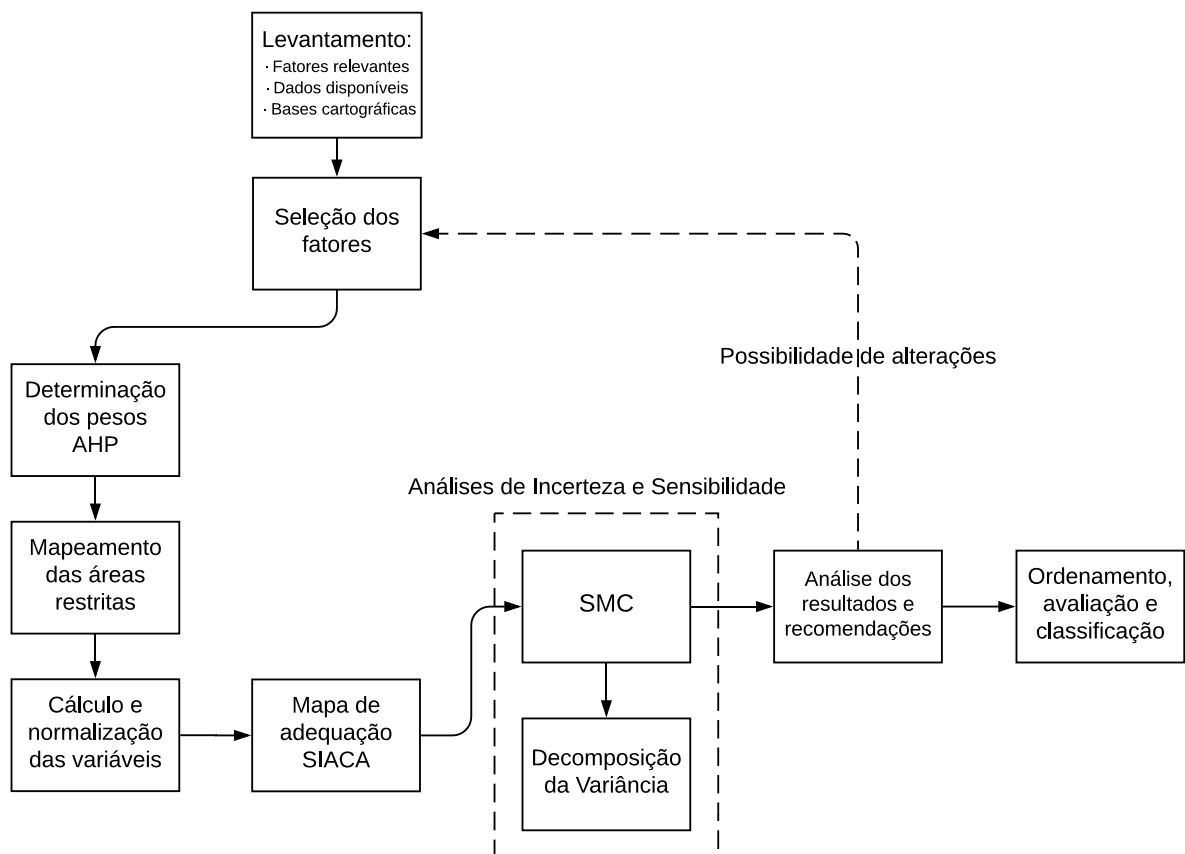 Levantamento:
· Fatores relevantes
· Dados disponíveis
· Bases cartográficas
Seleção dos
fatores
Possibilidade de alterações
Determinação
dos pesos
AHP
Análises de Incerteza e Sensibilidade
Mapeamento
das áreas
restritas
SMC
Análise dos
resultados e
recomendações
Ordenamento,
avaliação e
classificação
Cálculo e
normalização
das variáveis
Mapa de
adequação
SIACA
Decomposição
da Variância